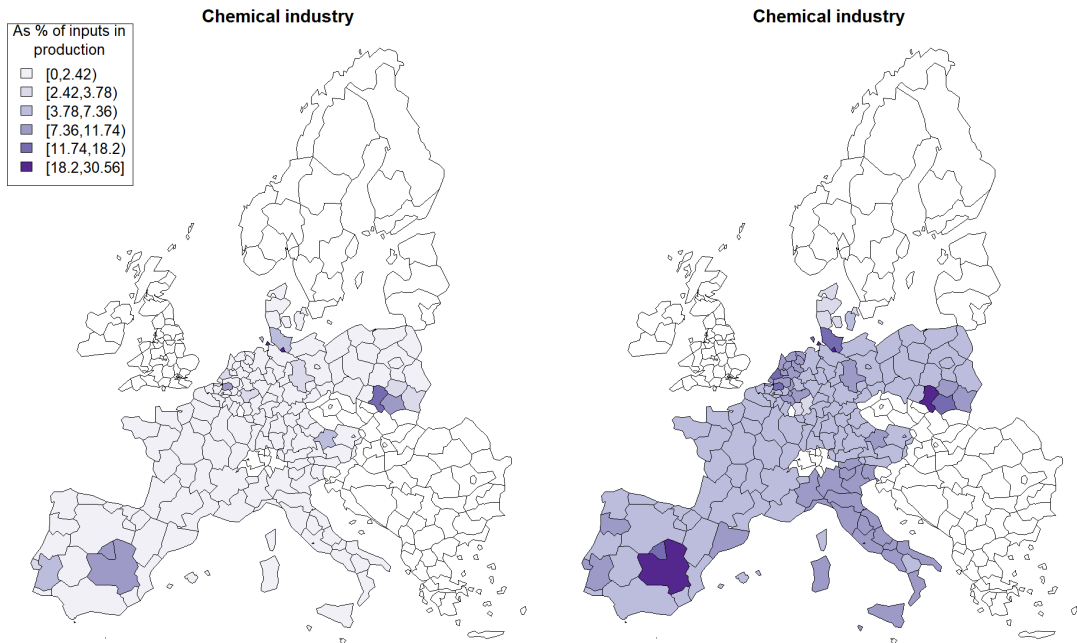 Chemical industry
Chemical industry
As % of inputs in
production
[0,2.42)
[2.42,3.78)
[3.78,7.36)
[7.36,11.74)
[11.74,18.2)
[18.2,30.56]